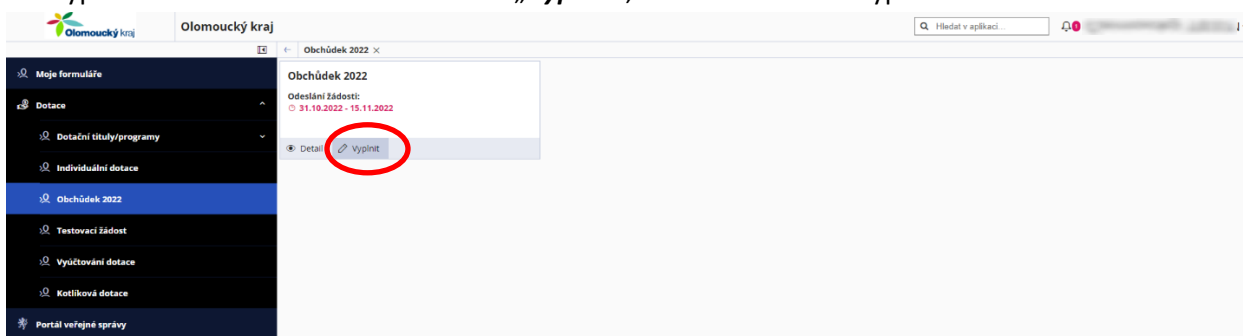 Olomoucký kraj
Olomoucký kraj
Hledat v aplikaci...
← Obchůdek 2022 ×
Moje formuláře
Dotace
Dotační tituly/programy
Individuální dotace
Obchůdek 2022
Testovací žádost
Vyúčtování dotace
Kotlíková dotace
Portál veřejné správy
Obchůdek 2022
Odeslání žádosti:
31.10.2022 - 15.11.2022
Detail
Vyplnit